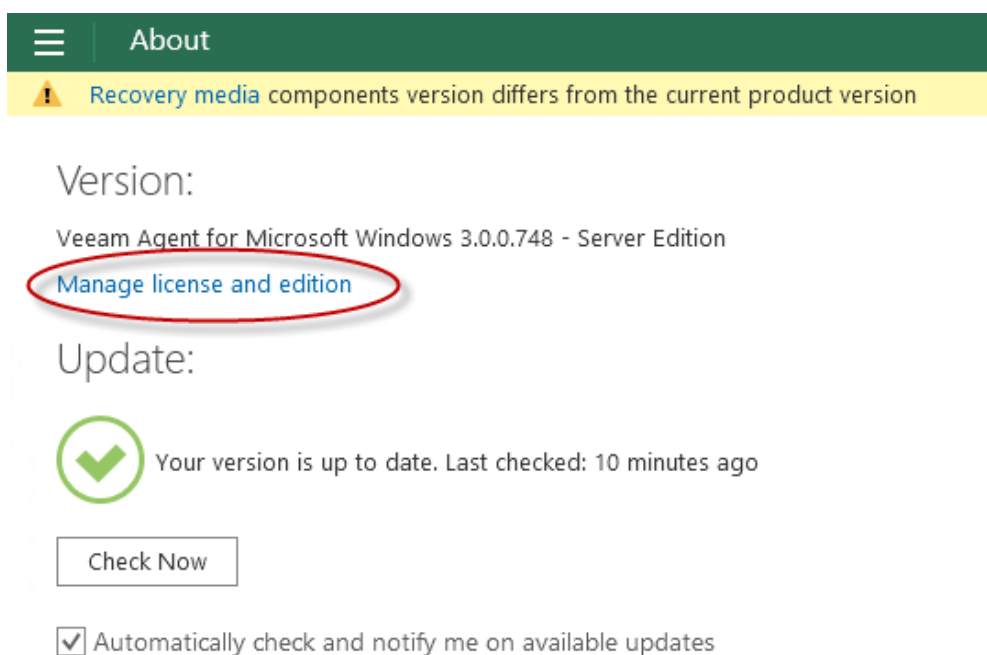 About
Recovery media components version differs from the current product version
Version:
Veeam Agent for Microsoft Windows 3.0.0.748 - Server Edition
Manage license and edition
Update:
Your version is up to date. Last checked: 10 minutes ago
Check Now
Automatically check and notify me on available updates